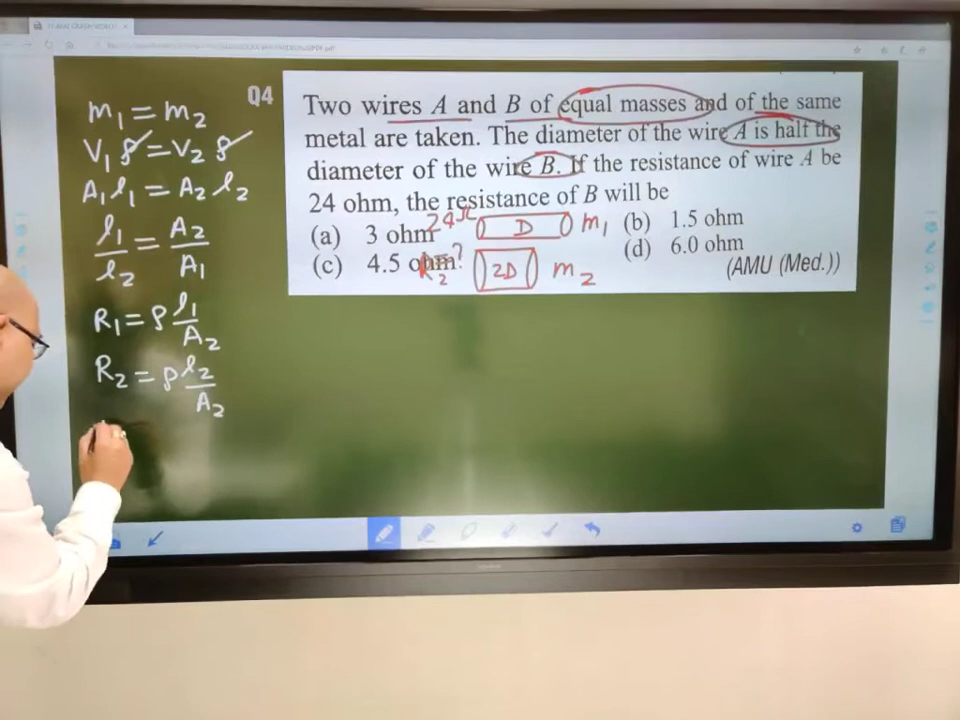 Q4
m₁ = m₂
V₁ ρ = V₂ ρ
A₁ l₁ = A₂ l₂
l₁/l₂ = A₂/A₁
R₁ = ρ l₁/A₂
R₂ = ρ l₂/A₂
Two wires A and B of equal masses and of the same
metal are taken. The diameter of the wire A is half the
diameter of the wire B. If the resistance of wire A be
24 ohm, the resistance of B will be
(a) 3 ohm (b) 1.5 ohm
(c) 4.5 ohm (d) 6.0 ohm
(AMU (Med.))
24Ω D m₁
R₂? 2D m₂